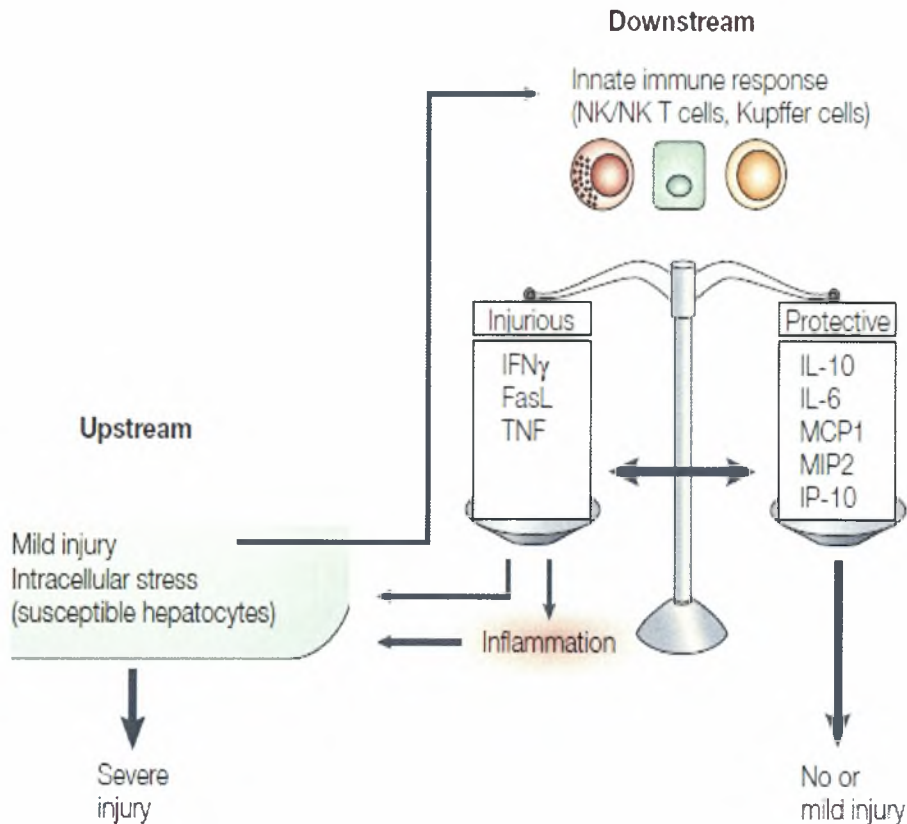 Downstream
Innate immune response
(NK/NK T cells, Kupffer cells)
Injurious
IFNγ
FasL
TNF
Protective
IL-10
IL-6
MCP1
MIP2
IP-10
Upstream
Mild injury
Intracellular stress
(susceptible hepatocytes)
Inflammation
Severe
injury
No or
mild injury